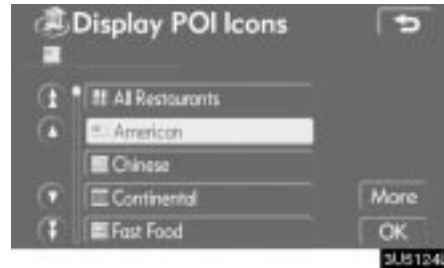 Display POI Icons
All Restaurants
American
Chinese
Continental
More
Fast Food
OK
3U5124